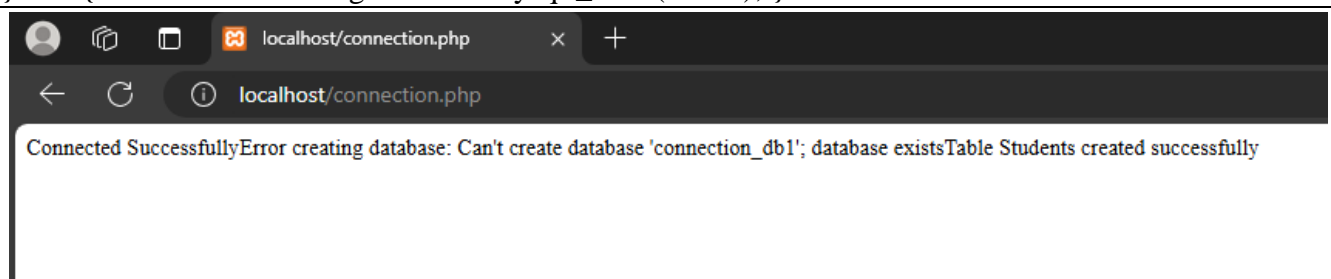 localhost/connection.php
localhost/connection.php
Connected SuccessfullyError creating database: Can't create database 'connection_db1'; database existsTable Students created successfully